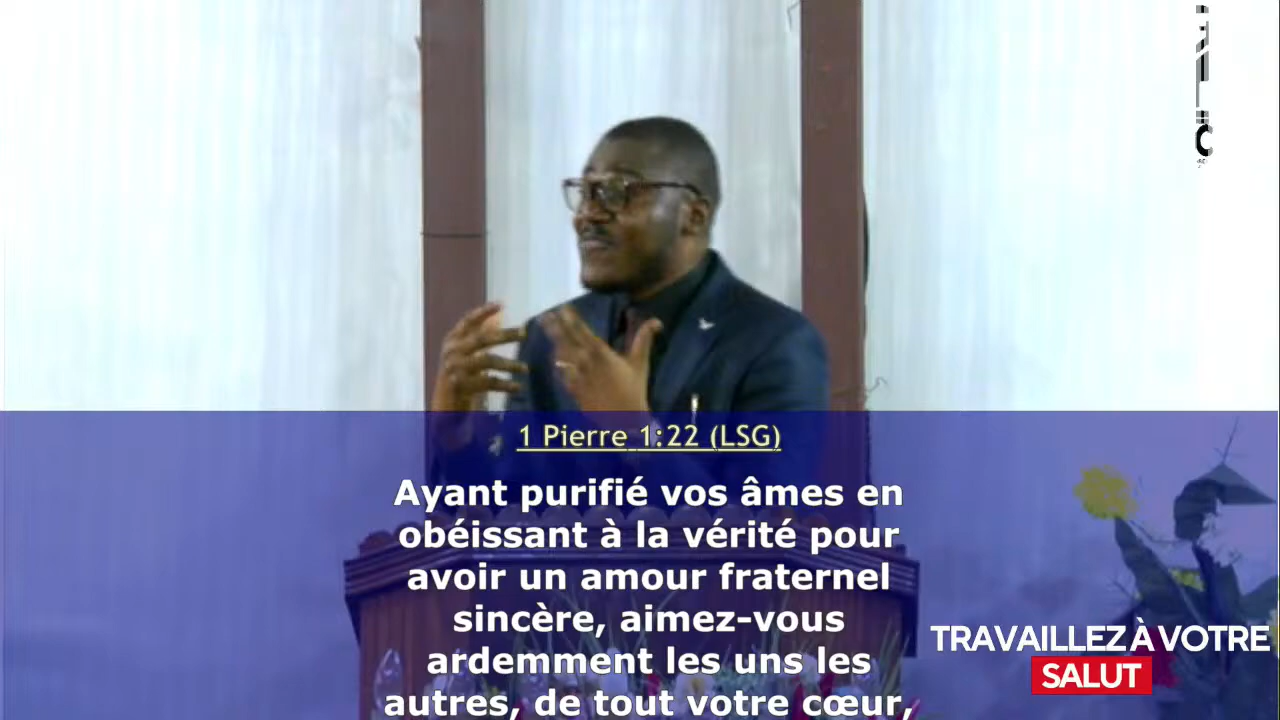 1 Pierre 1:22 (LSG)
Ayant purifié vos âmes en
obéissant à la vérité pour
avoir un amour fraternel
sincère, aimez-vous
ardemment les uns les
autres, de tout votre cœur,
TRAVAILLEZ À VOTRE
SALUT